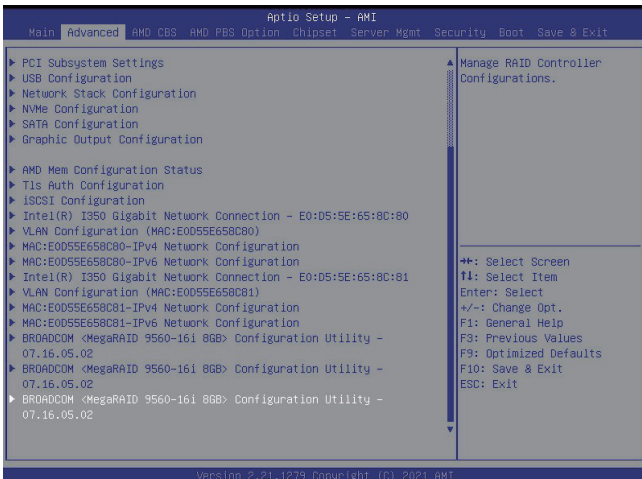 Aptio Setup – AMI
Main Advanced AMD CBS AMD PBS Option Chipset Server Mgmt Security Boot Save & Exit
PCI Subsystem Settings
USB Configuration
Network Stack Configuration
NVMe Configuration
SATA Configuration
Graphic Output Configuration
AMD Mem Configuration Status
Tls Auth Configuration
iSCSI Configuration
Intel(R) I350 Gigabit Network Connection – E0:D5:5E:65:8C:80
VLAN Configuration (MAC:E0D55E658C80)
MAC:E0D55E658C80-IPv4 Network Configuration
MAC:E0D55E658C80-IPv6 Network Configuration
Intel(R) I350 Gigabit Network Connection – E0:D5:5E:65:8C:81
VLAN Configuration (MAC:E0D55E658C81)
MAC:E0D55E658C81-IPv4 Network Configuration
MAC:E0D55E658C81-IPv6 Network Configuration
BROADCOM <MegaRAID 9560-16i 8GB> Configuration Utility –
07.16.05.02
BROADCOM <MegaRAID 9560-16i 8GB> Configuration Utility –
07.16.05.02
BROADCOM <MegaRAID 9560-16i 8GB> Configuration Utility –
07.16.05.02
Manage RAID Controller
Configurations.
→←: Select Screen
↑↓: Select Item
Enter: Select
+/-: Change Opt.
F1: General Help
F3: Previous Values
F9: Optimized Defaults
F10: Save & Exit
ESC: Exit
Version 2.21.1279 Copyright (C) 2021 AMI